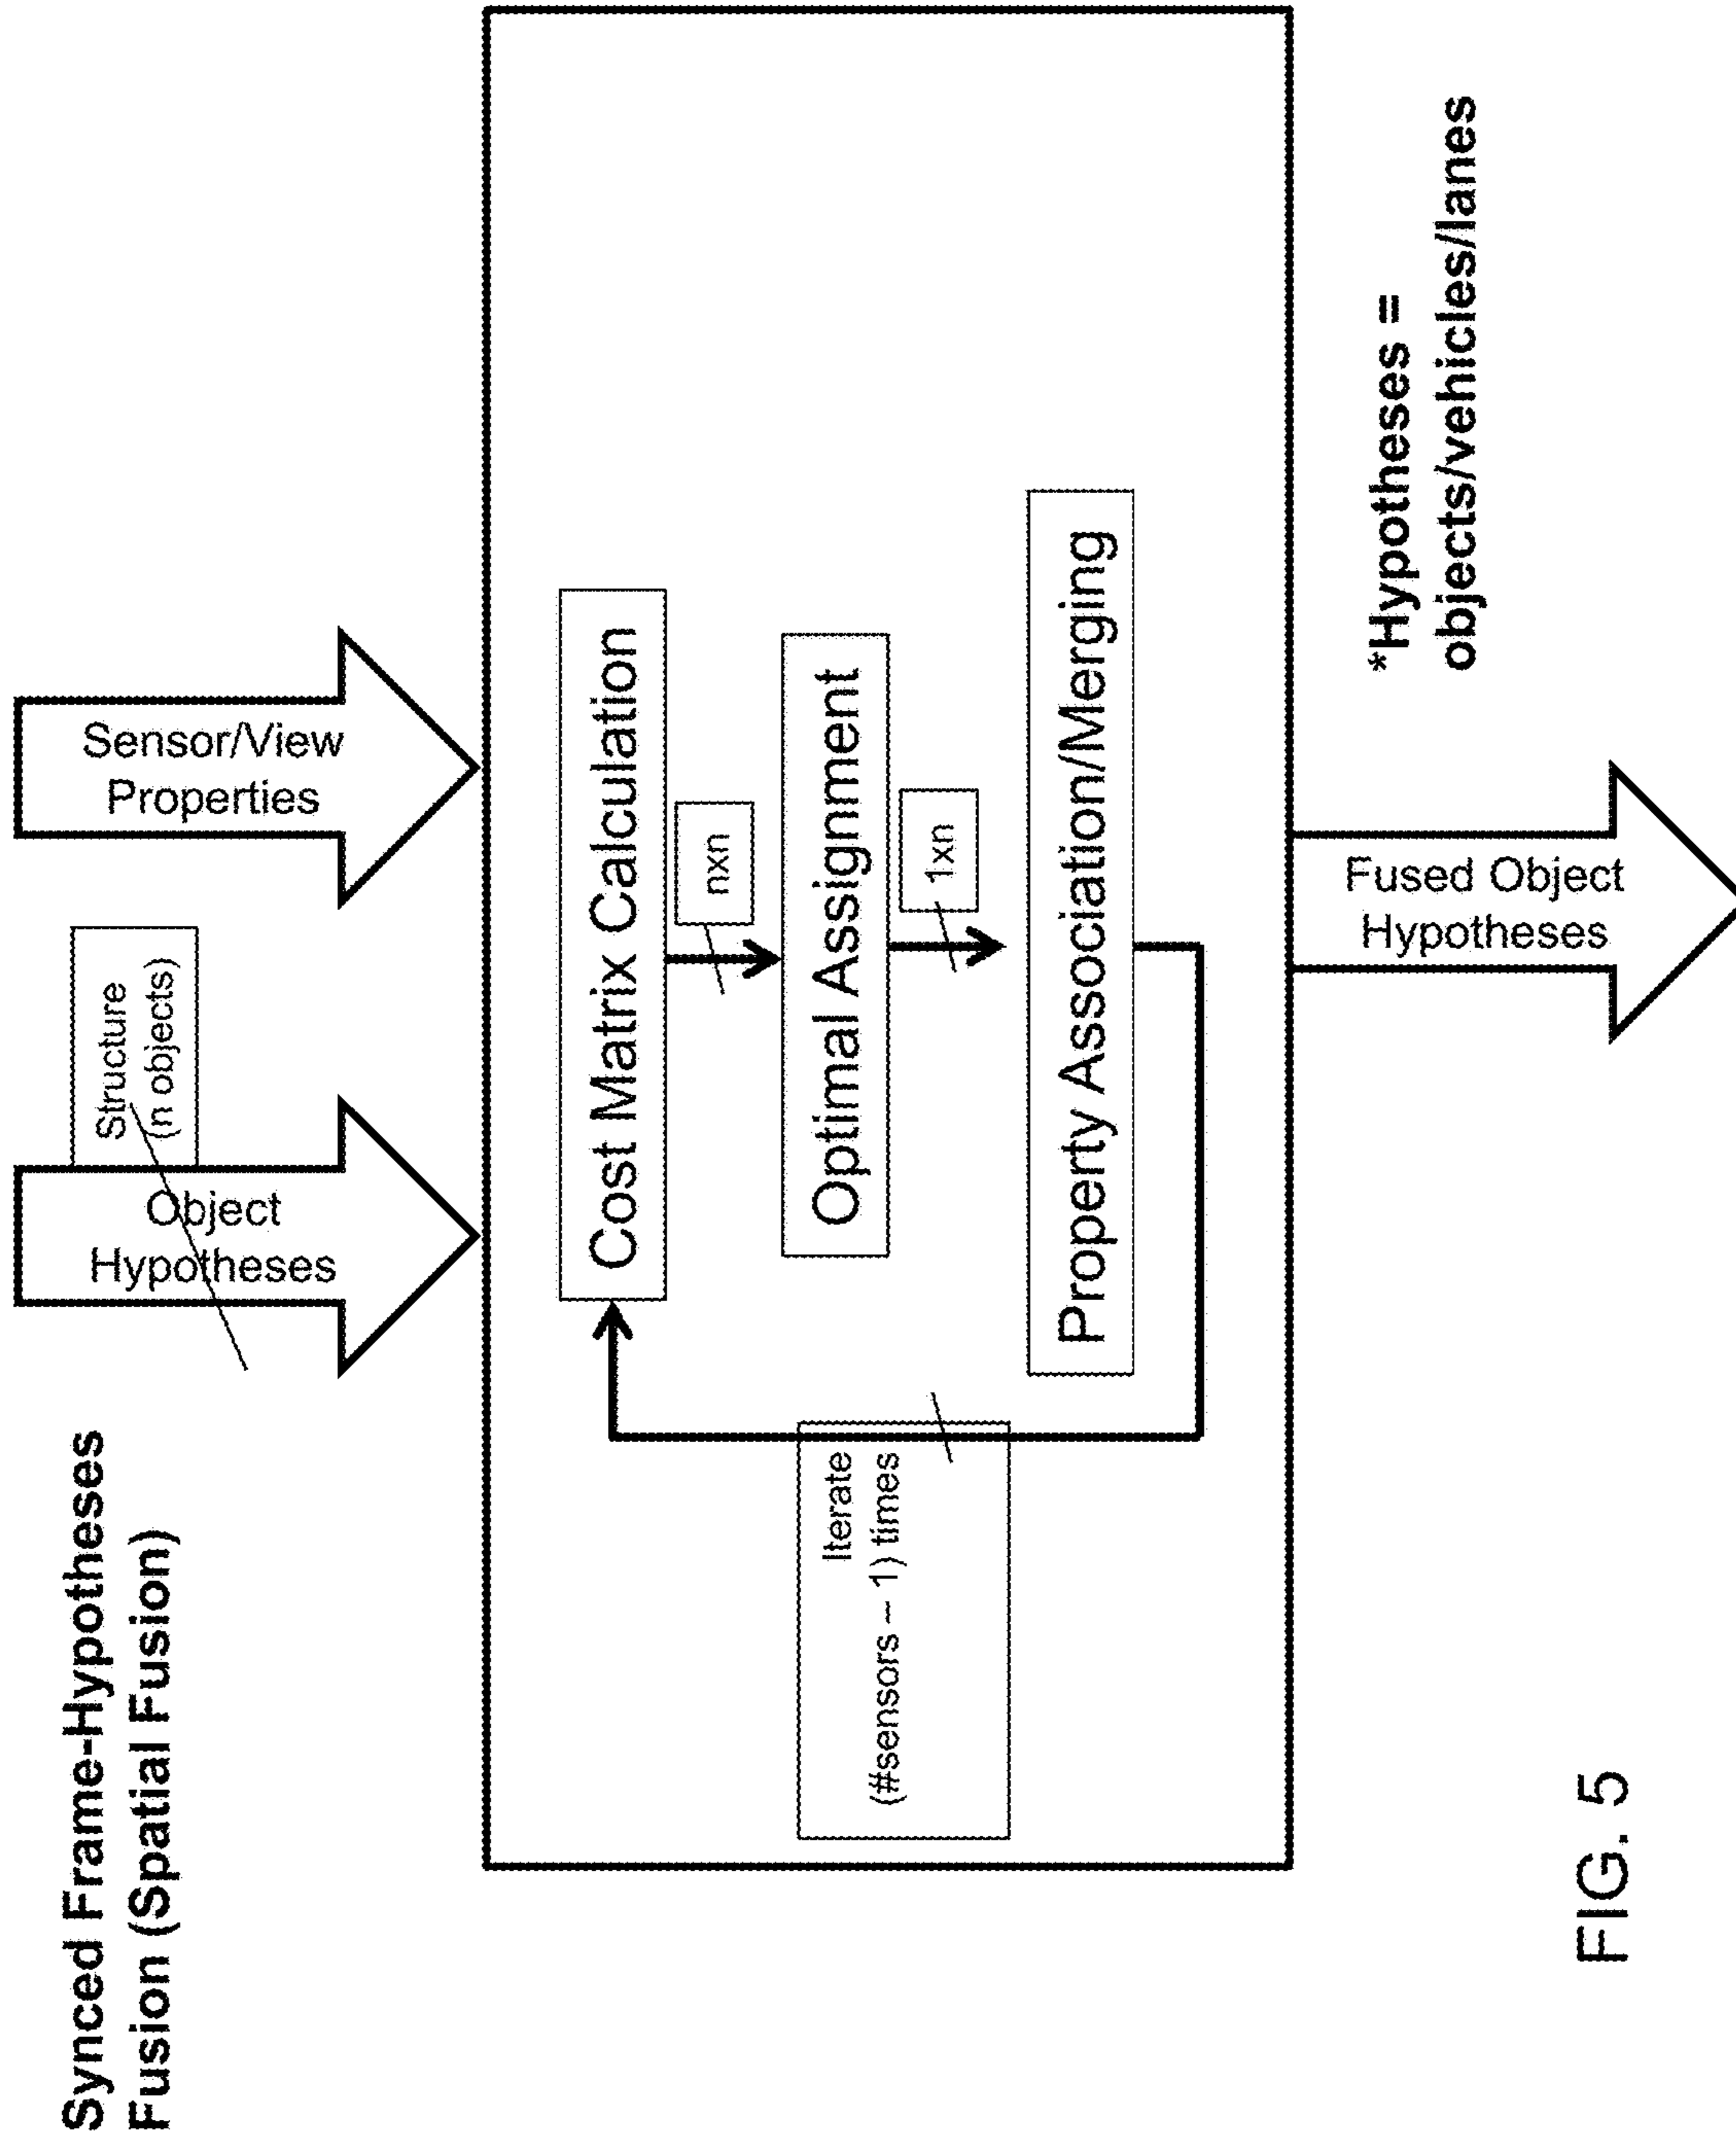 Synced Frame-Hypotheses
Fusion (Spatial Fusion)
Structure
(n objects)
Object
Hypotheses
Sensor/View
Properties
Cost Matrix Calculation
nxn
Optimal Assignment
1xn
Property Association/Merging
Iterate
(#sensors – 1) times
Fused Object
Hypotheses
*Hypotheses =
objects/vehicles/lanes
FIG. 5